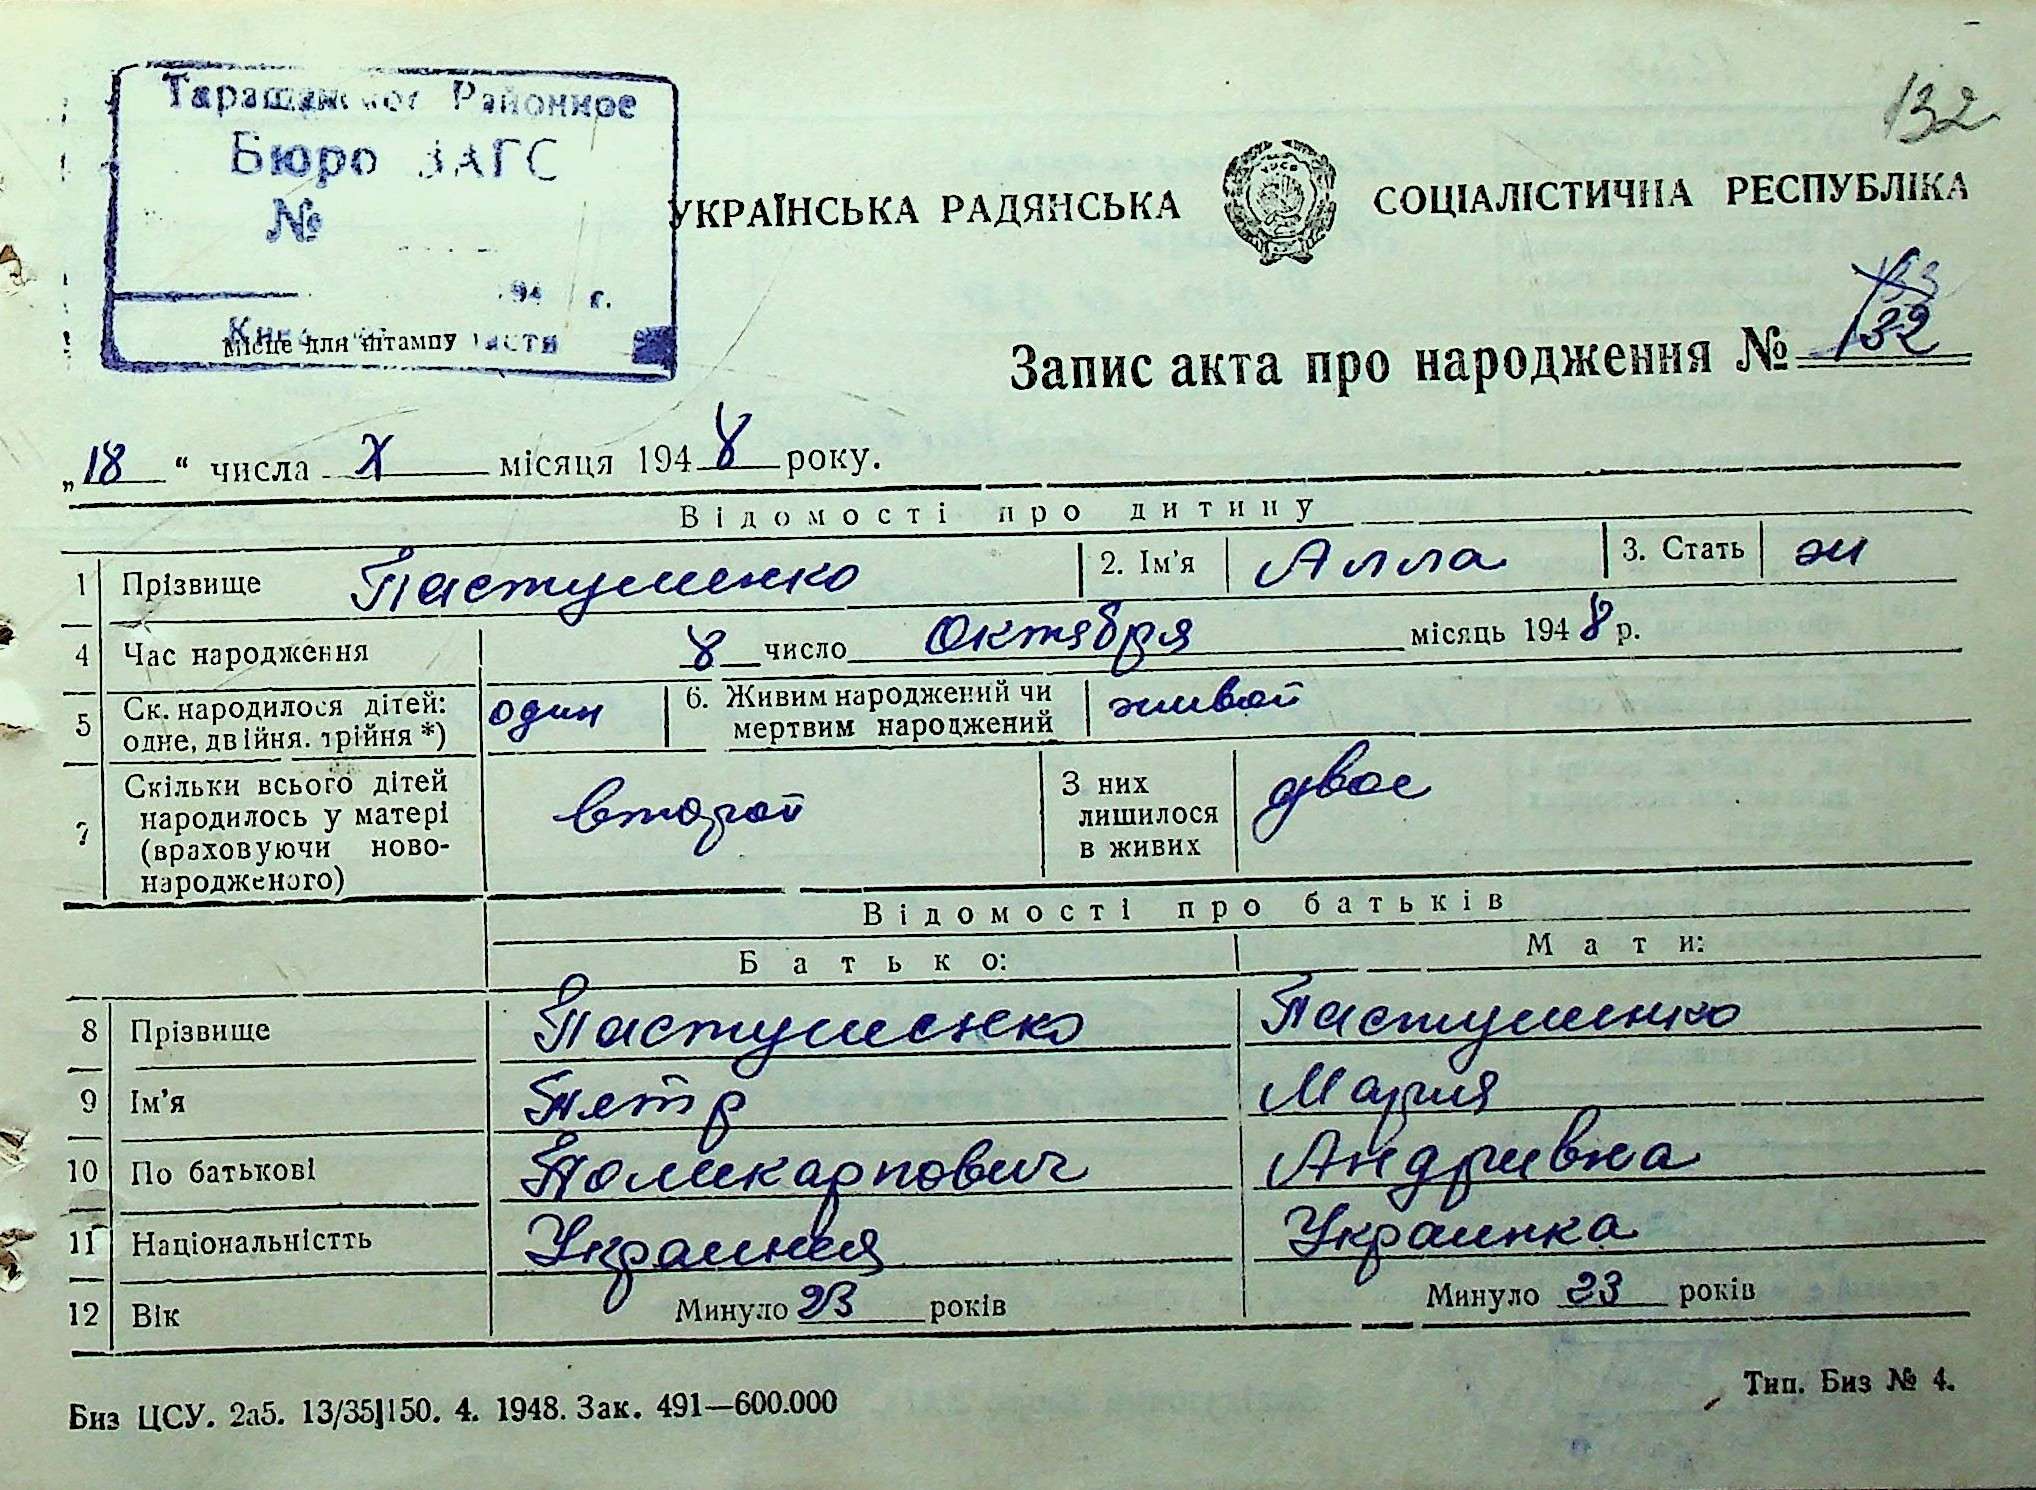 132
Таращанское Районное
Бюро ЗАГС
№
194 г.
Місце для штампу
УКРАЇНСЬКА РАДЯНСЬКА СОЦІАЛІСТИЧНА РЕСПУБЛІКА
Запис акта про народження № 132
„18“ числа X місяця 1948 року.
Відомості про дитину
1 Прізвище Пастушенко 2. Ім'я Алла 3. Стать ж
4 Час народження 8 число Октября місяць 1948 р.
5 Ск. народилося дітей: один 6. Живим народжений чи живой
одне, двійня. трійня *) мертвим народжений
7 Скільки всього дітей второй З них двое
народилось у матері лишилося
(враховуючи ново- в живих
народженого)
Відомості про батьків
Батько: Мати:
8 Прізвище Пастушенко Пастушенко
9 Ім'я Петр Мария
10 По батькові Поликарпович Андривна
11 Національністть Украинка
12 Вік Минуло 23 років Минуло 23 років
Биз ЦСУ. 2а5. 13/35]150. 4. 1948. Зак. 491—600.000
Тип. Биз № 4.